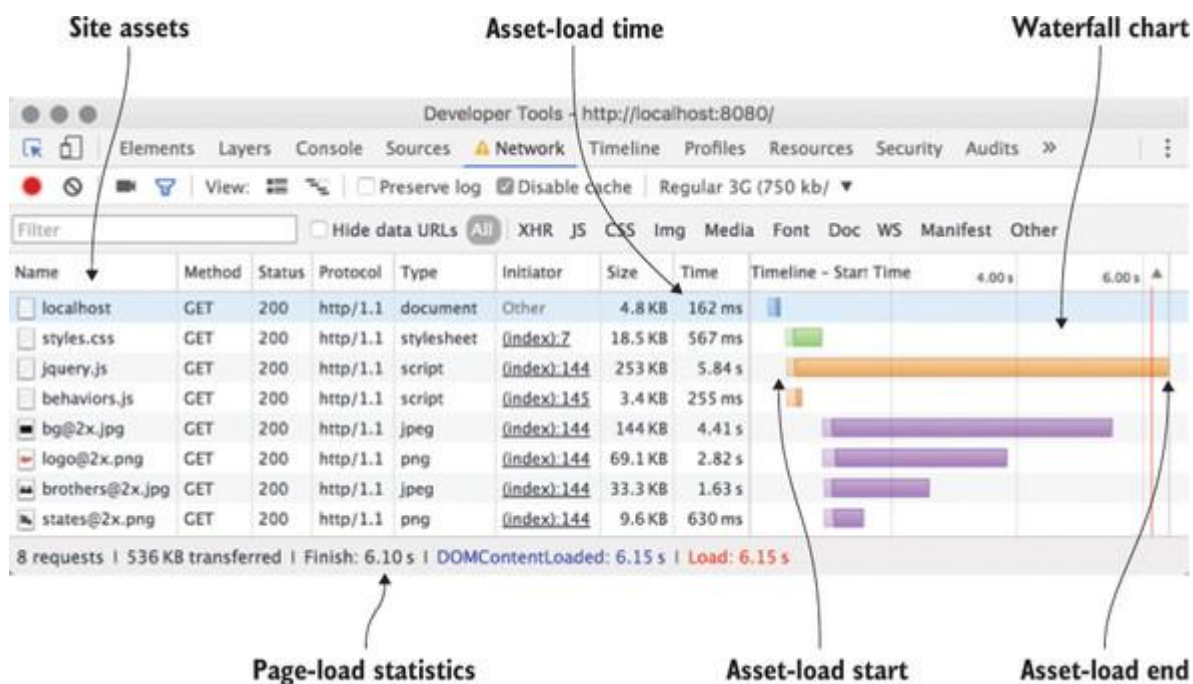 Site assets Asset-load time Waterfall chart
Developer Tools - http://localhost:8080/
Elements Layers Console Sources Network Timeline Profiles Resources Security Audits »
View: Preserve log Disable cache Regular 3G (750 kb/ ▼
Filter Hide data URLs All XHR JS CSS Img Media Font Doc WS Manifest Other
Name Method Status Protocol Type Initiator Size Time Timeline - Start Time 4.00 s 6.00 s ▲
localhost GET 200 http/1.1 document Other 4.8 KB 162 ms
styles.css GET 200 http/1.1 stylesheet (index):7 18.5 KB 567 ms
jquery.js GET 200 http/1.1 script (index):144 253 KB 5.84 s
behaviors.js GET 200 http/1.1 script (index):145 3.4 KB 255 ms
bg@2x.jpg GET 200 http/1.1 jpeg (index):144 144 KB 4.41 s
logo@2x.png GET 200 http/1.1 png (index):144 69.1 KB 2.82 s
brothers@2x.jpg GET 200 http/1.1 jpeg (index):144 33.3 KB 1.63 s
states@2x.png GET 200 http/1.1 png (index):144 9.6 KB 630 ms
8 requests | 536 KB transferred | Finish: 6.10 s | DOMContentLoaded: 6.15 s | Load: 6.15 s
Page-load statistics Asset-load start Asset-load end